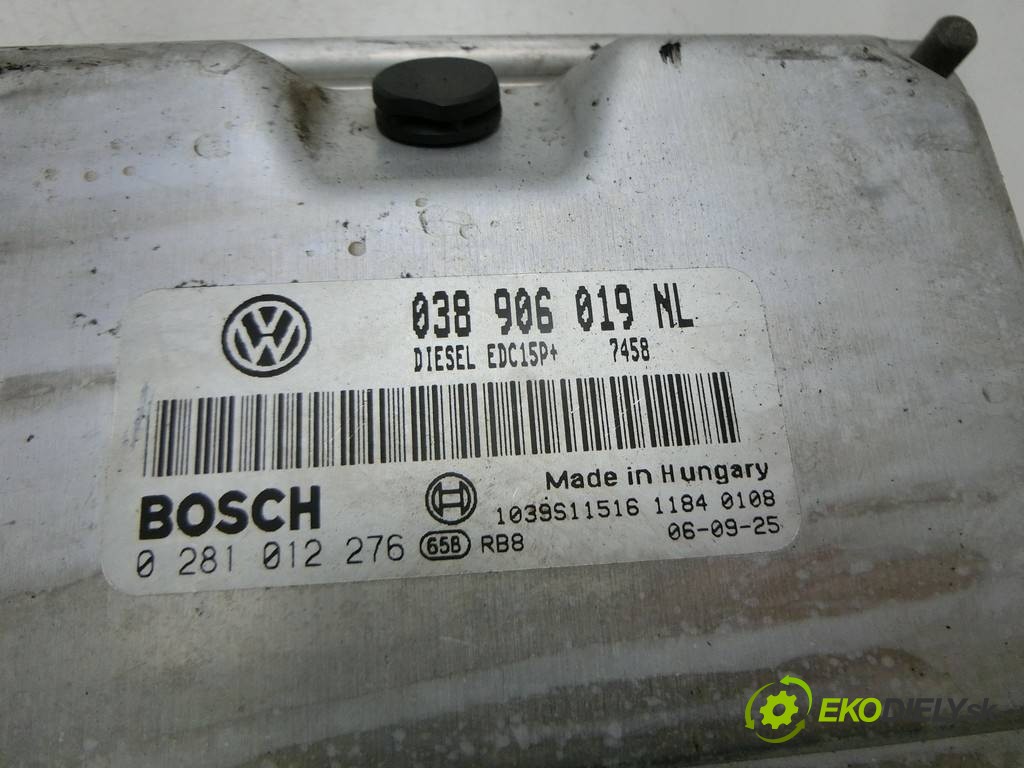 VW
038 906 019 NL
DIESEL EDC15P+ 7458
Made in Hungary
BOSCH
1039S11516 1184 0108
0 281 012 276 658 RB8 06-09-25
EKODIELY.sk